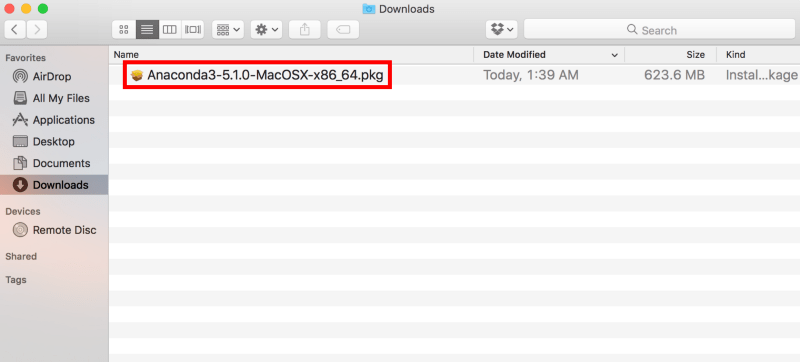 Downloads
Search
Favorites
AirDrop
All My Files
Applications
Desktop
Documents
Downloads
Devices
Remote Disc
Shared
Tags
Name Date Modified Size Kind
Anaconda3-5.1.0-MacOSX-x86_64.pkg Today, 1:39 AM 623.6 MB Instal...kage